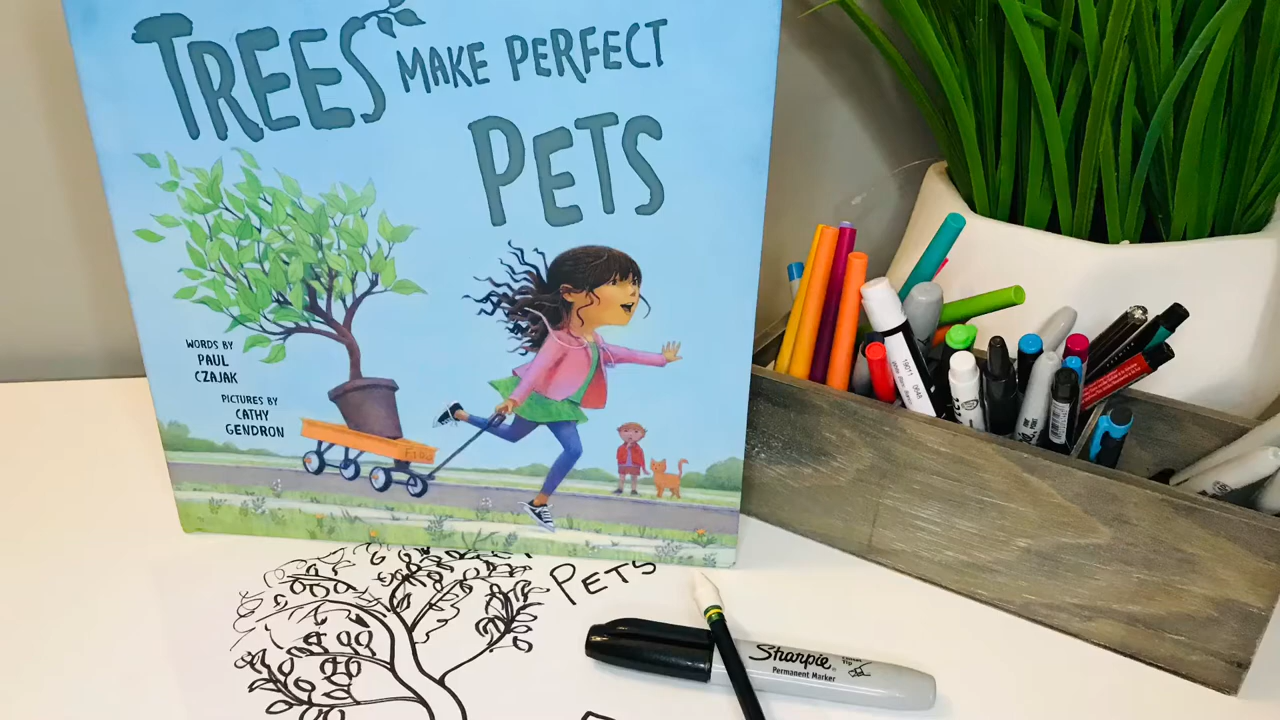 TREES MAKE PERFECT
PETS
WORDS BY
PAUL
CZAJAK
PICTURES BY
CATHY
GENDRON
PETS
Sharpie
Permanent Marker